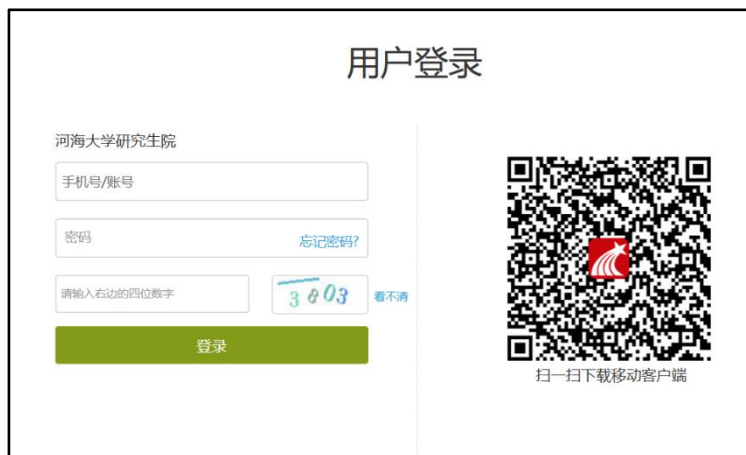 用户登录
河海大学研究生院
手机号/账号
密码
忘记密码?
请输入右边的四位数字
看不清
登录
扫一扫下载移动客户端